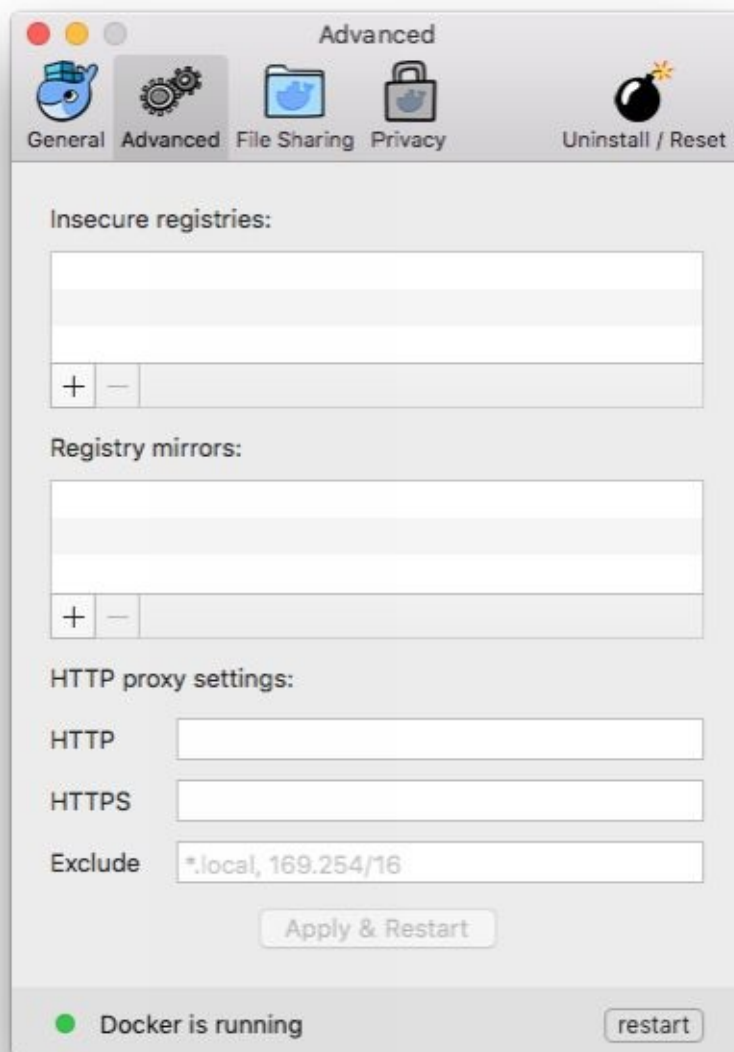 Advanced
General Advanced File Sharing Privacy Uninstall / Reset
Insecure registries:
+ −
Registry mirrors:
+ −
HTTP proxy settings:
HTTP
HTTPS
Exclude *.local, 169.254/16
Apply & Restart
Docker is running restart